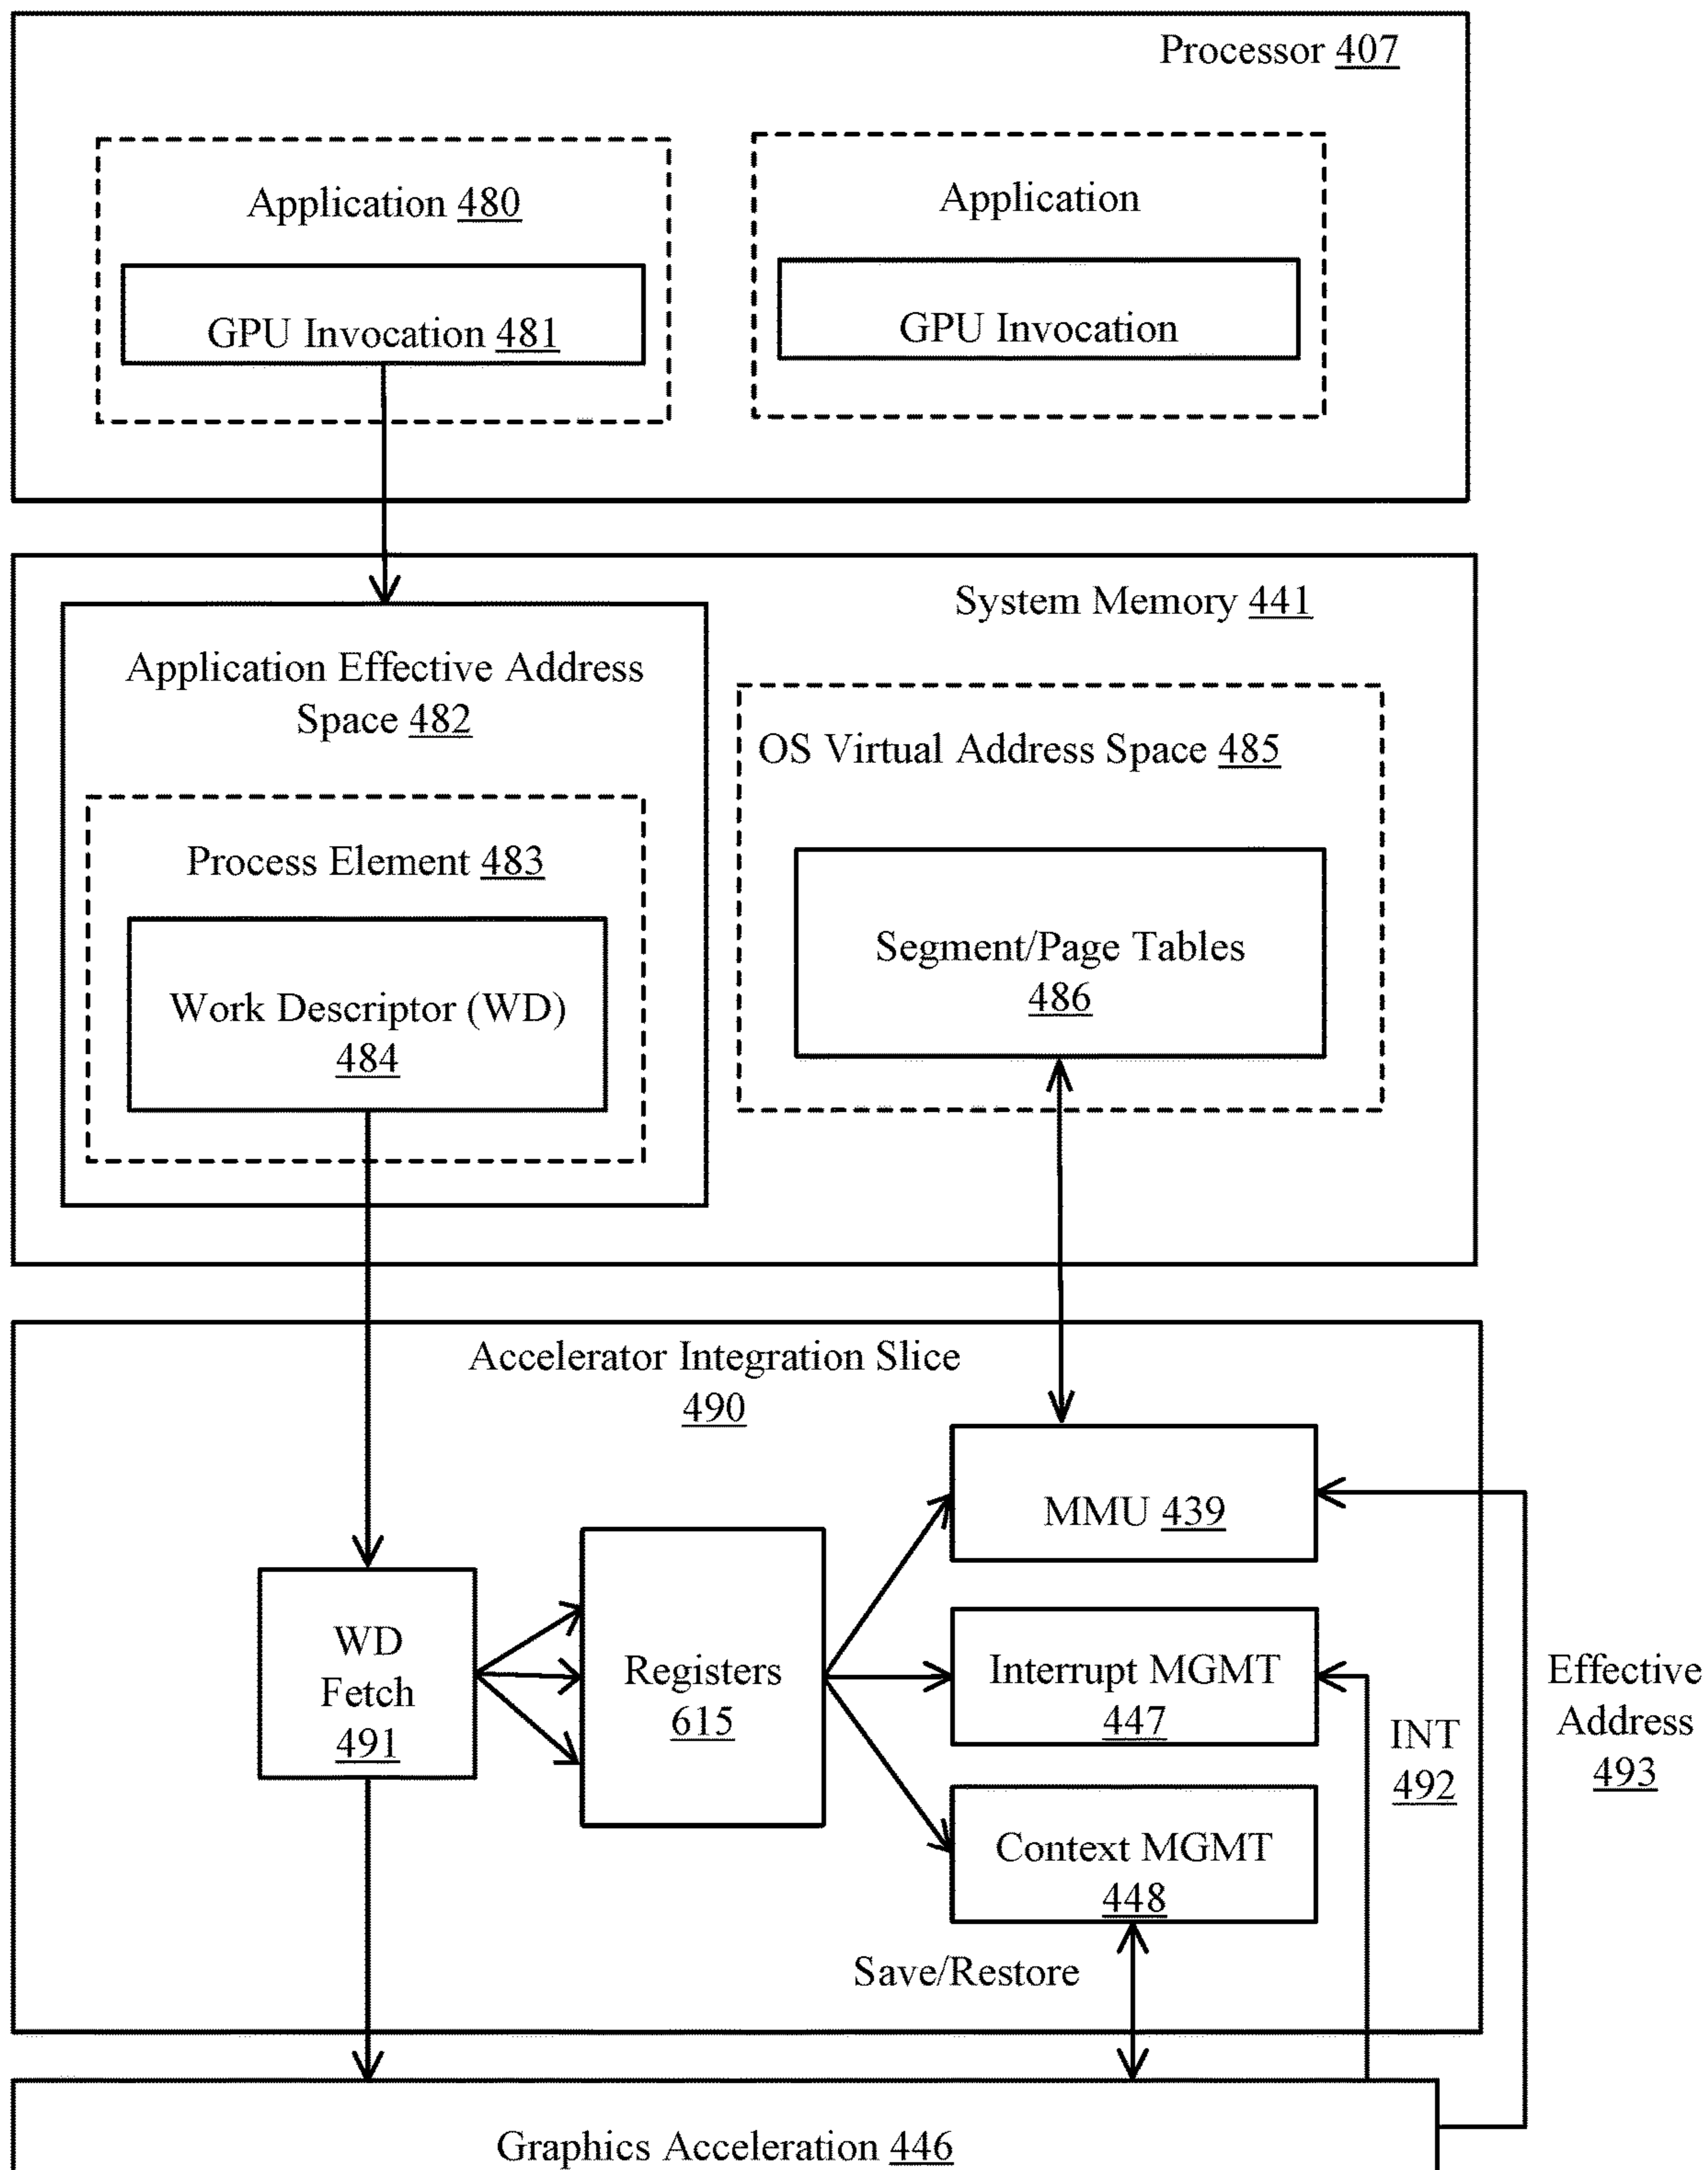 Processor 407
Application 480
Application
GPU Invocation 481
GPU Invocation
System Memory 441
Application Effective Address
Space 482
OS Virtual Address Space 485
Process Element 483
Segment/Page Tables
486
Work Descriptor (WD)
484
Accelerator Integration Slice
490
MMU 439
WD
Fetch
491
Registers
615
Interrupt MGMT
447
INT
492
Effective
Address
493
Context MGMT
448
Save/Restore
Graphics Acceleration 446